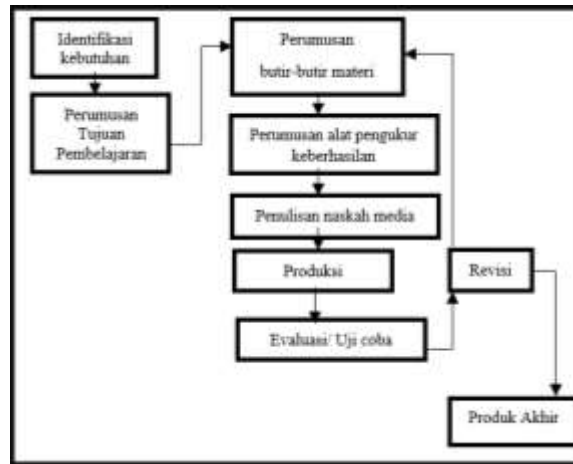 Identifikasi
kebutuhan
Perumusan
Tujuan
Pembelajaran
Perumusan
butir-butir materi
Perumusan alat pengukur
keberhasilan
Penulisan naskah media
Produksi
Evaluasi/ Uji coba
Revisi
Produk Akhir